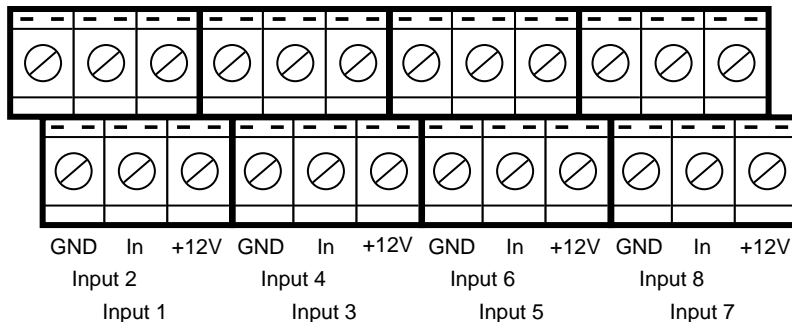 GND In +12V GND In +12V GND In +12V GND In +12V
Input 2 Input 4 Input 6 Input 8
Input 1 Input 3 Input 5 Input 7